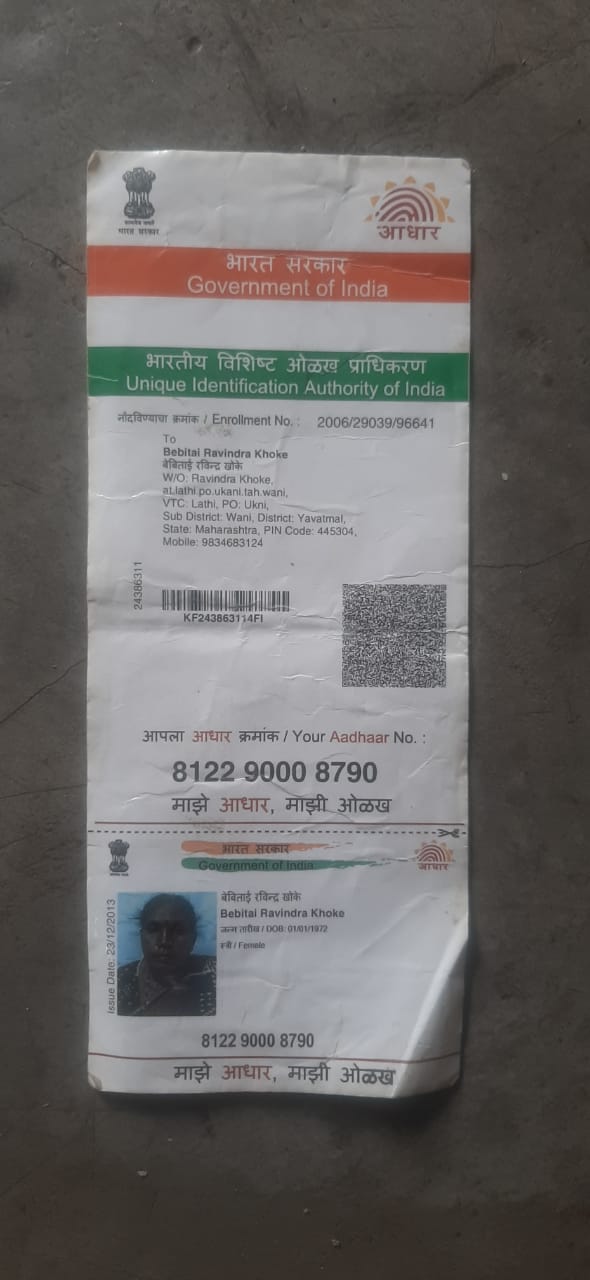 भारत सरकार
आधार
भारत सरकार
Government of India
भारतीय विशिष्ट ओळख प्राधिकरण
Unique Identification Authority of India
नोंदविण्याचा क्रमांक / Enrollment No. : 2006/29039/96641
To
Bebitai Ravindra Khoke
बेबिताई रविन्द्र खोके
W/O: Ravindra Khoke,
at.lathi.po.ukani.tah.wani,
VTC: Lathi, PO: Ukni,
Sub District: Wani, District: Yavatmal,
State: Maharashtra, PIN Code: 445304,
Mobile: 9834683124
24386311
KF243863114FI
आपला आधार क्रमांक / Your Aadhaar No. :
8122 9000 8790
माझे आधार, माझी ओळख
भारत सरकार
Government of India
आधार
बेबिताई रविन्द्र खोके
Bebitai Ravindra Khoke
जन्म तारीख / DOB: 01/01/1972
स्त्री / Female
Issue Date: 23/12/2013
8122 9000 8790
माझे आधार, माझी ओळख